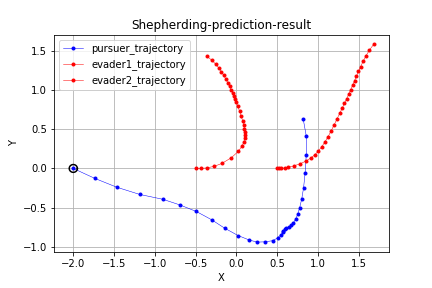 Shepherding-prediction-result
pursuer_trajectory
evader1_trajectory
evader2_trajectory
1.5
1.0
0.5
0.0
−0.5
−1.0
Y
−2.0 −1.5 −1.0 −0.5 0.0 0.5 1.0 1.5
X